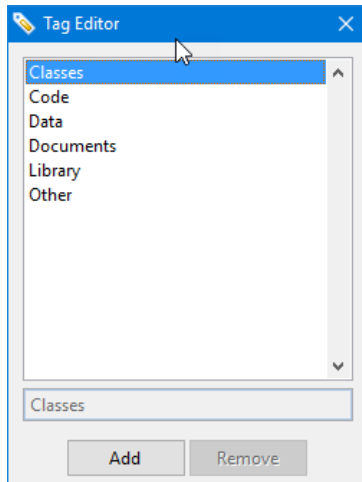 Tag Editor
Classes
Code
Data
Documents
Library
Other
Classes
Add Remove